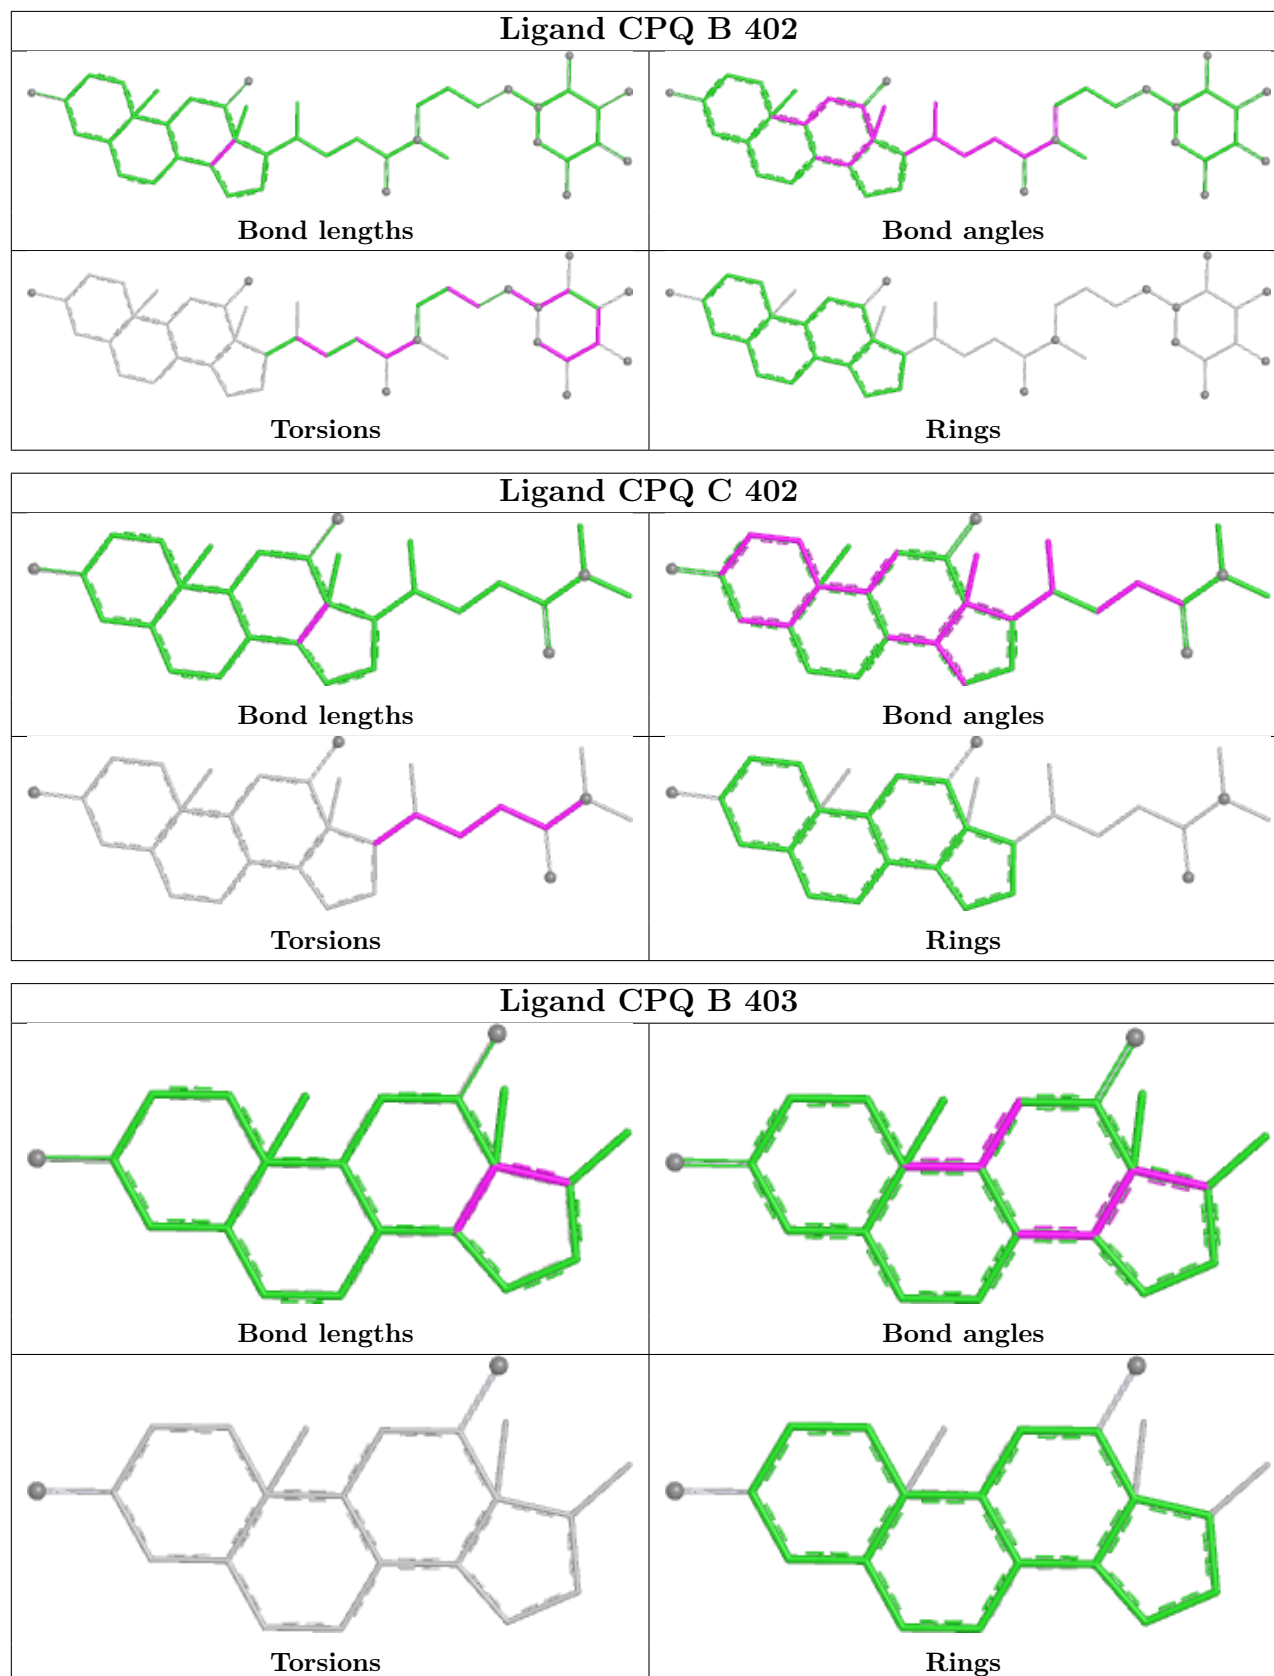 Ligand CPQ B 402
Bond lengths
Bond angles
Torsions
Rings
Ligand CPQ C 402
Bond lengths
Bond angles
Torsions
Rings
Ligand CPQ B 403
Bond lengths
Bond angles
Torsions
Rings